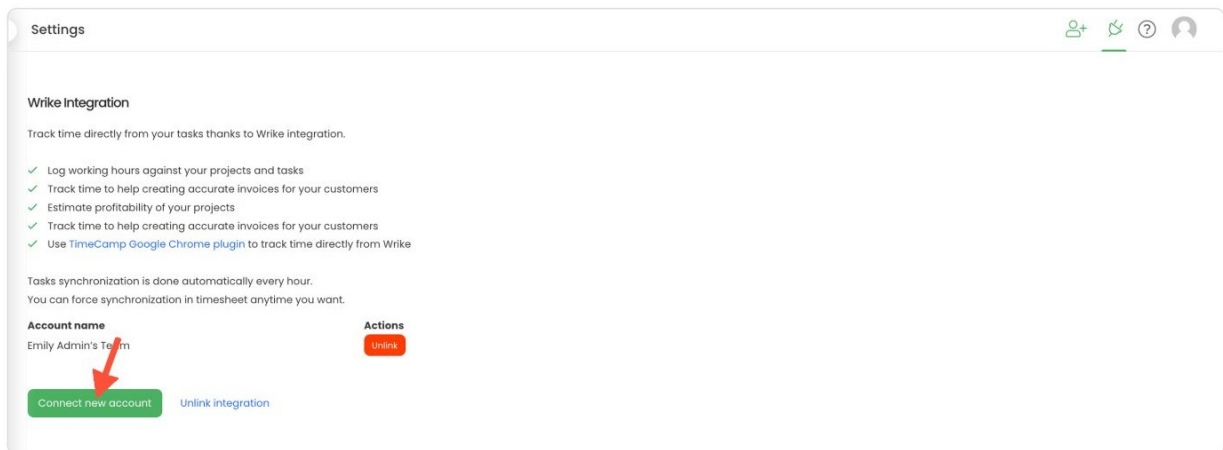 Settings
?
Wrike Integration
Track time directly from your tasks thanks to Wrike integration.
Log working hours against your projects and tasks
Track time to help creating accurate invoices for your customers
Estimate profitability of your projects
Track time to help creating accurate invoices for your customers
Use TimeCamp Google Chrome plugin to track time directly from Wrike
Tasks synchronization is done automatically every hour.
You can force synchronization in timesheet anytime you want.
Account name Actions
Emily Admin's Team Unlink
Connect new account Unlink integration